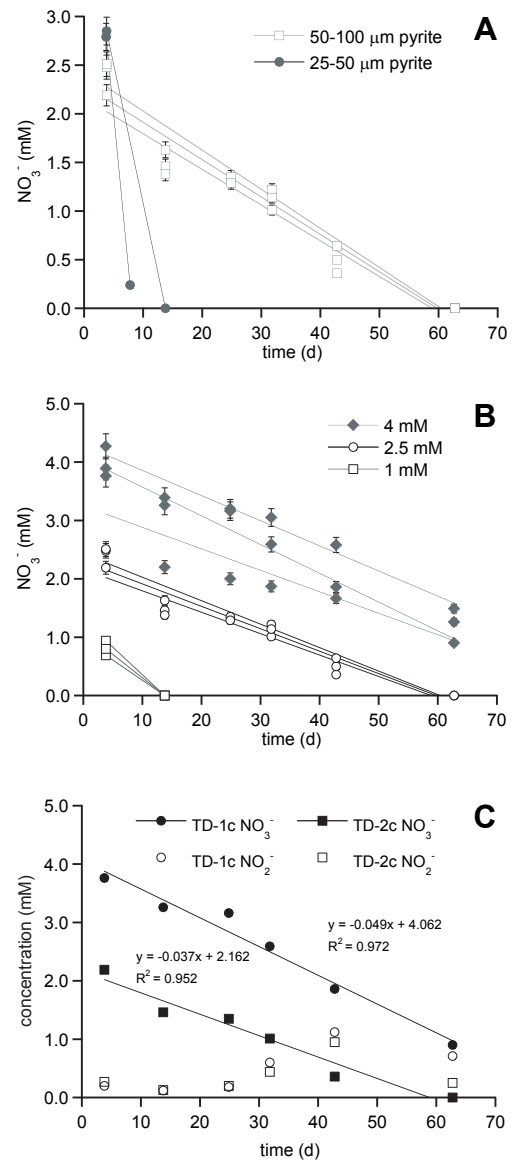 A
3.0
2.5
2.0
1.5
1.0
0.5
0.0
NO3- (mM)
50-100 μm pyrite
25-50 μm pyrite
0 10 20 30 40 50 60 70
time (d)
B
5.0
4.0
3.0
2.0
1.0
0.0
NO3- (mM)
4 mM
2.5 mM
1 mM
0 10 20 30 40 50 60 70
time (d)
C
5.0
4.0
3.0
2.0
1.0
0.0
concentration (mM)
TD-1c NO3- TD-2c NO3-
TD-1c NO2- TD-2c NO2-
y = -0.049x + 4.062
R2 = 0.972
y = -0.037x + 2.162
R2 = 0.952
0 10 20 30 40 50 60 70
time (d)